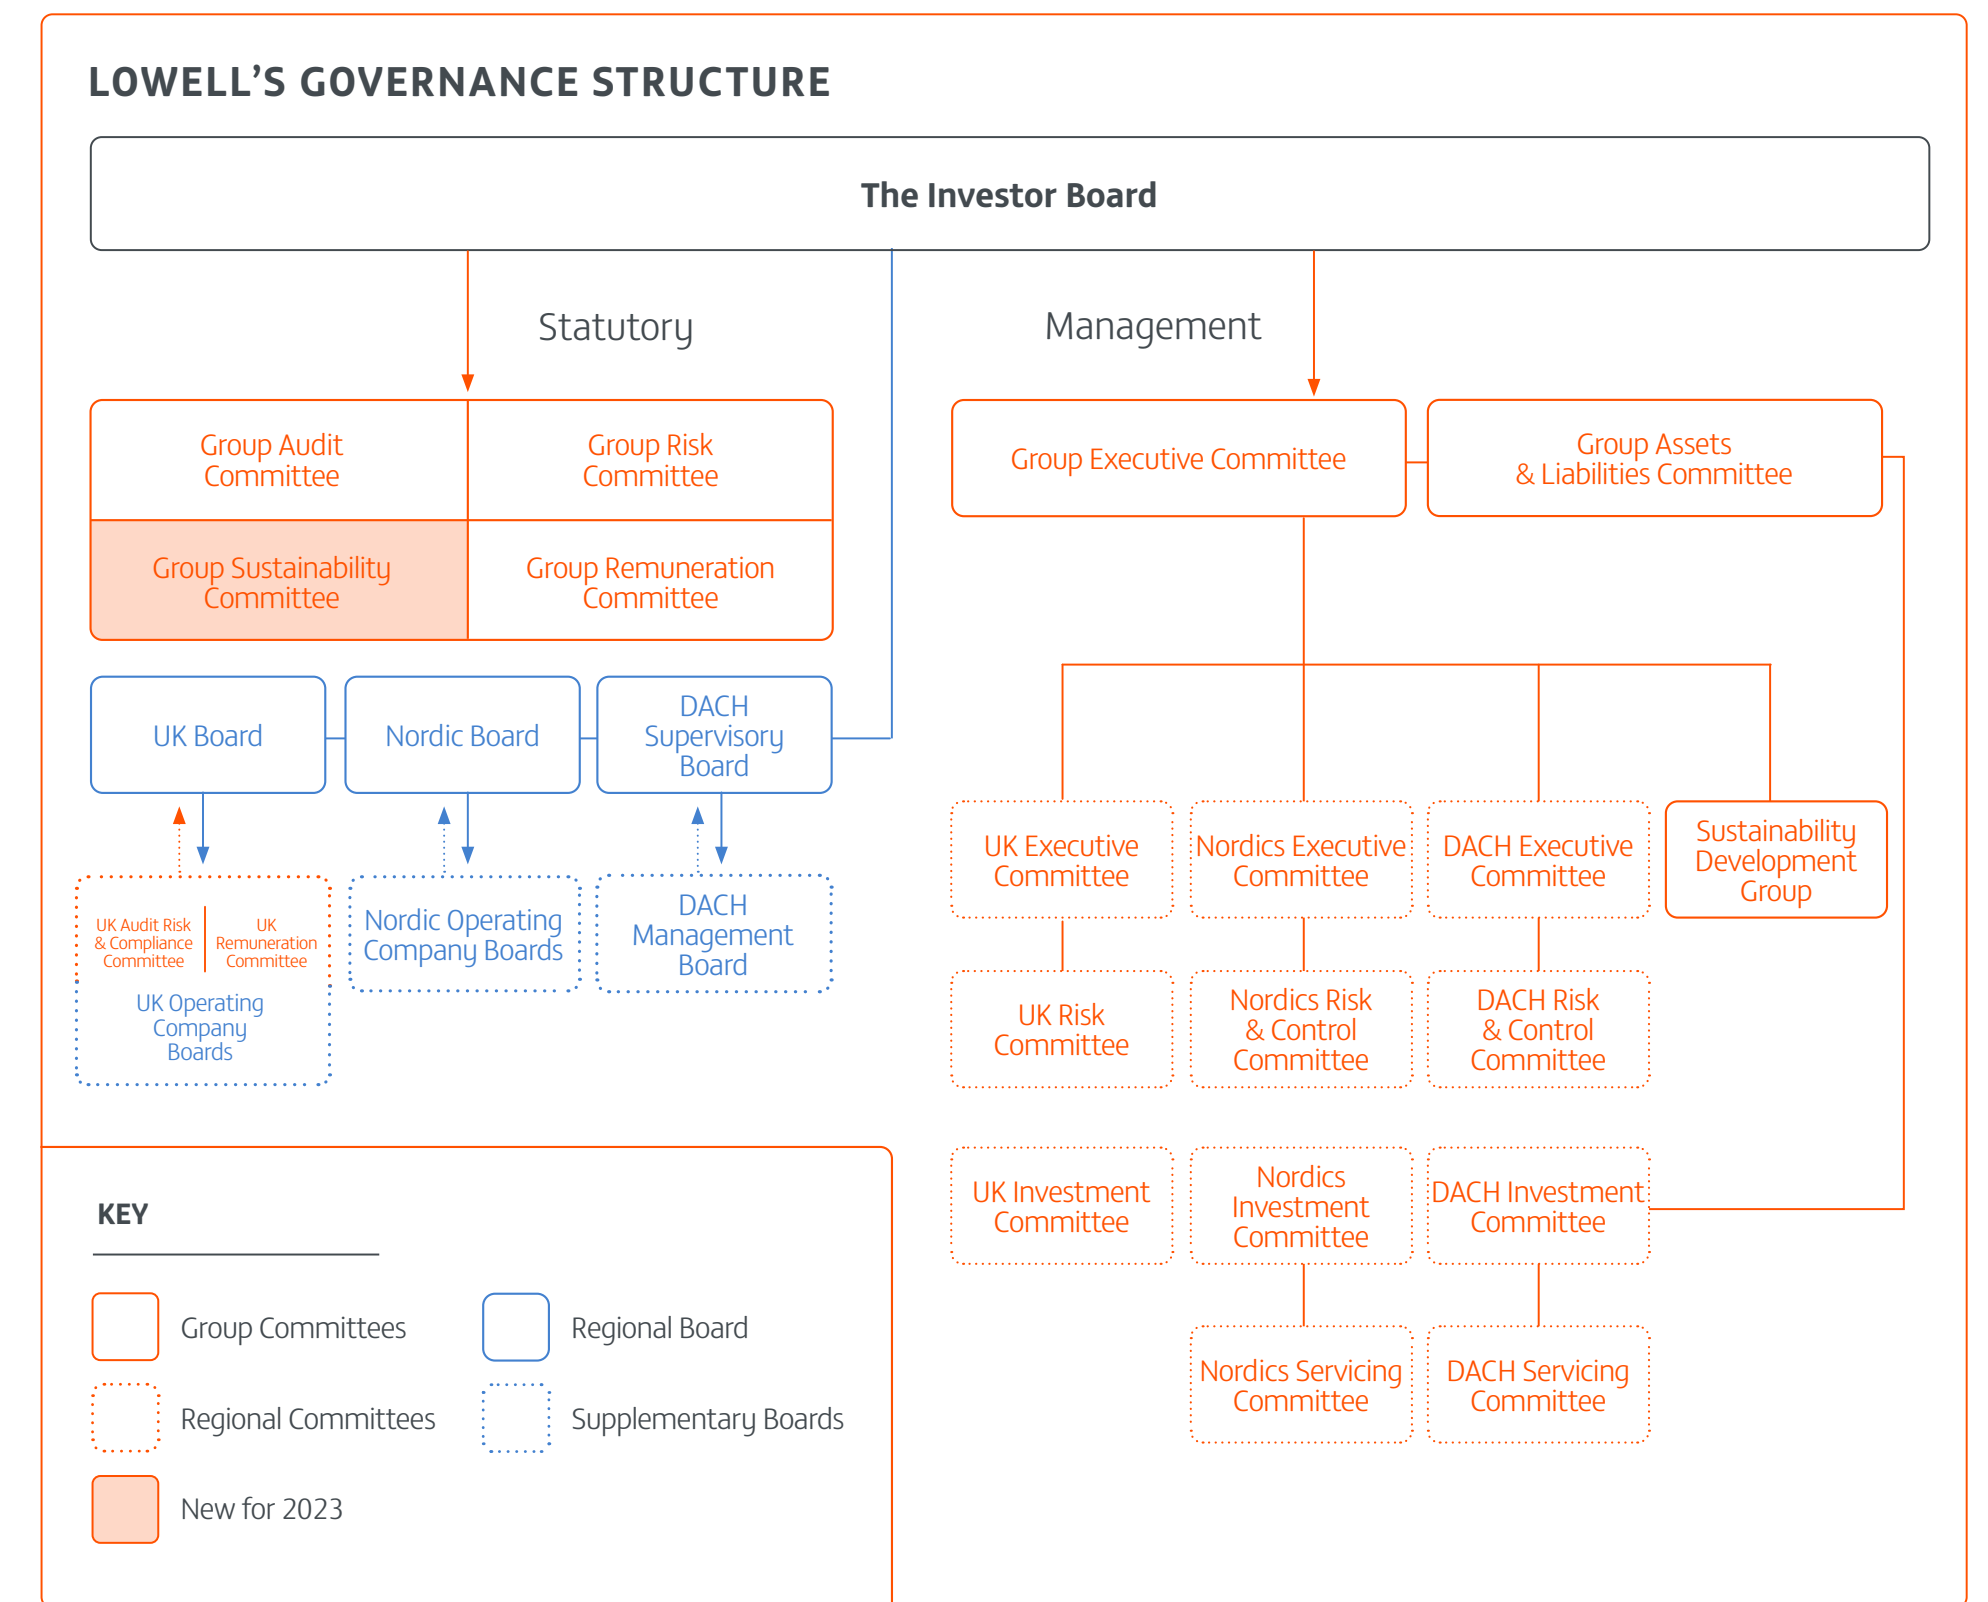 LOWELL’S GOVERNANCE STRUCTURE
The Investor Board
Statutory
Management
Group Audit
Committee
Group Risk
Committee
Group Sustainability
Committee
Group Remuneration
Committee
Group Executive Committee
Group Assets
& Liabilities Committee
UK Board
Nordic Board
DACH
Supervisory
Board
UK Audit Risk
& Compliance
Committee
UK
Remuneration
Committee
UK Operating
Company
Boards
Nordic Operating
Company Boards
DACH
Management
Board
UK Executive
Committee
Nordics Executive
Committee
DACH Executive
Committee
Sustainability
Development
Group
UK Risk
Committee
Nordics Risk
& Control
Committee
DACH Risk
& Control
Committee
UK Investment
Committee
Nordics
Investment
Committee
DACH Investment
Committee
Nordics Servicing
Committee
DACH Servicing
Committee
KEY
Group Committees
Regional Board
Regional Committees
Supplementary Boards
New for 2023